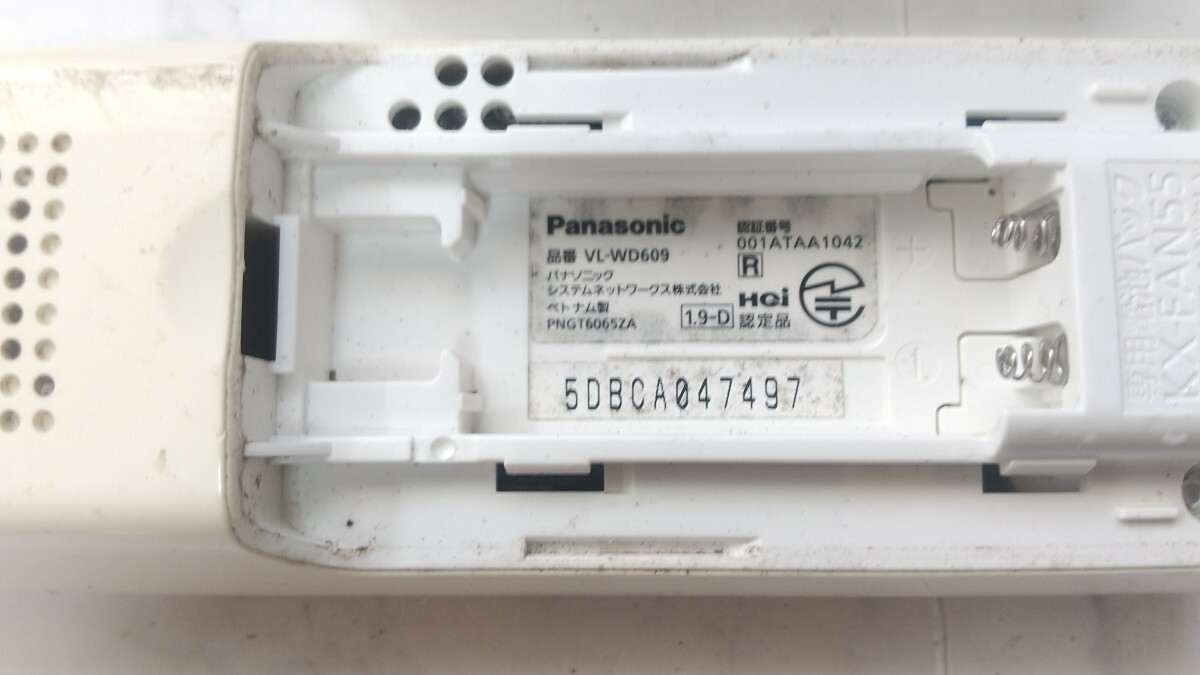 Panasonic
品番 VL-WD609
パナソニック
システムネットワークス株式会社
ベトナム製
PNGT6065ZA
認証番号
001ATAA1042
R
HCJ
1.9-D 認定品
5DBCA047497
専用電池パック
KX-FAN55